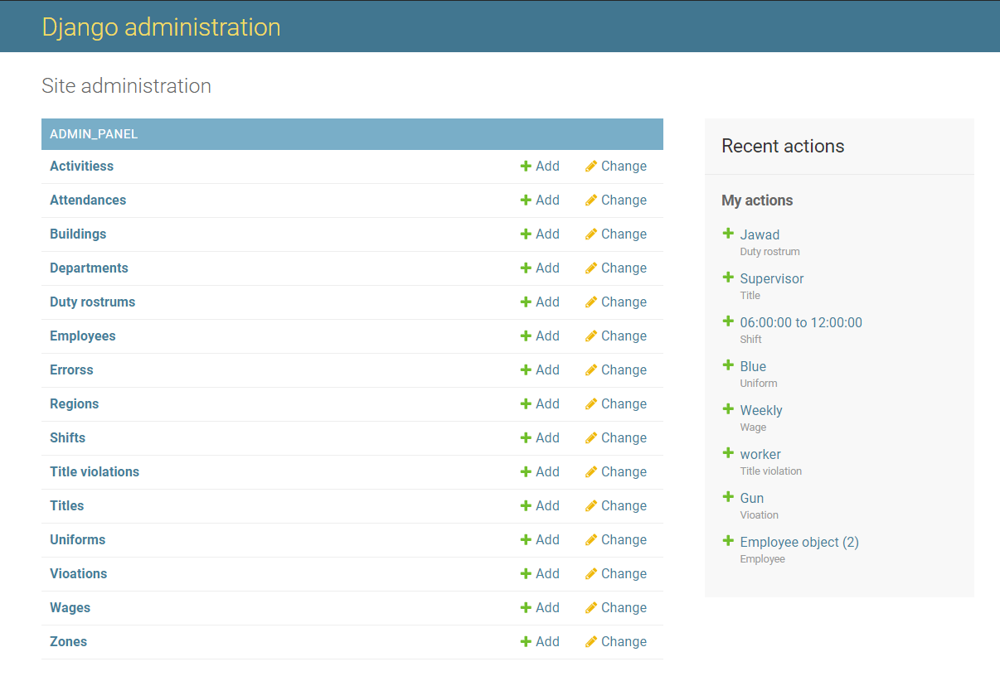 Django administration
Site administration
ADMIN_PANEL
Activitiess Add Change
Attendances Add Change
Buildings Add Change
Departments Add Change
Duty rostrums Add Change
Employees Add Change
Errorss Add Change
Regions Add Change
Shifts Add Change
Title violations Add Change
Titles Add Change
Uniforms Add Change
Vioations Add Change
Wages Add Change
Zones Add Change
Recent actions
My actions
Jawad
Duty rostrum
Supervisor
Title
06:00:00 to 12:00:00
Shift
Blue
Uniform
Weekly
Wage
worker
Title violation
Gun
Vioation
Employee object (2)
Employee